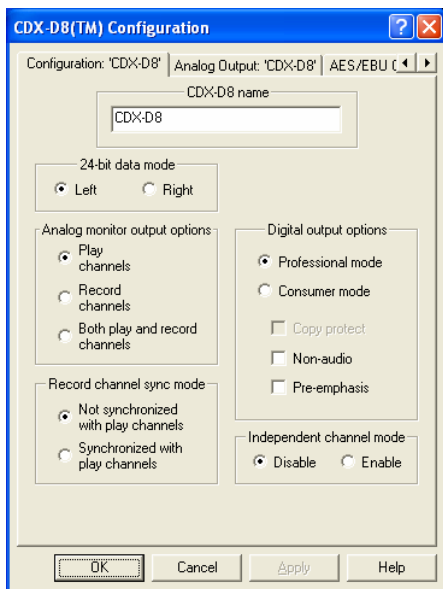 CDX-D8(TM) Configuration
Configuration: 'CDX-D8'
Analog Output: 'CDX-D8'
AES/EBU
CDX-D8 name
CDX-D8
24-bit data mode
Left
Right
Analog monitor output options
Play
channels
Record
channels
Both play and record
channels
Digital output options
Professional mode
Consumer mode
Copy protect
Non-audio
Pre-emphasis
Record channel sync mode
Not synchronized
with play channels
Synchronized with
play channels
Independent channel mode
Disable
Enable
OK
Cancel
Apply
Help